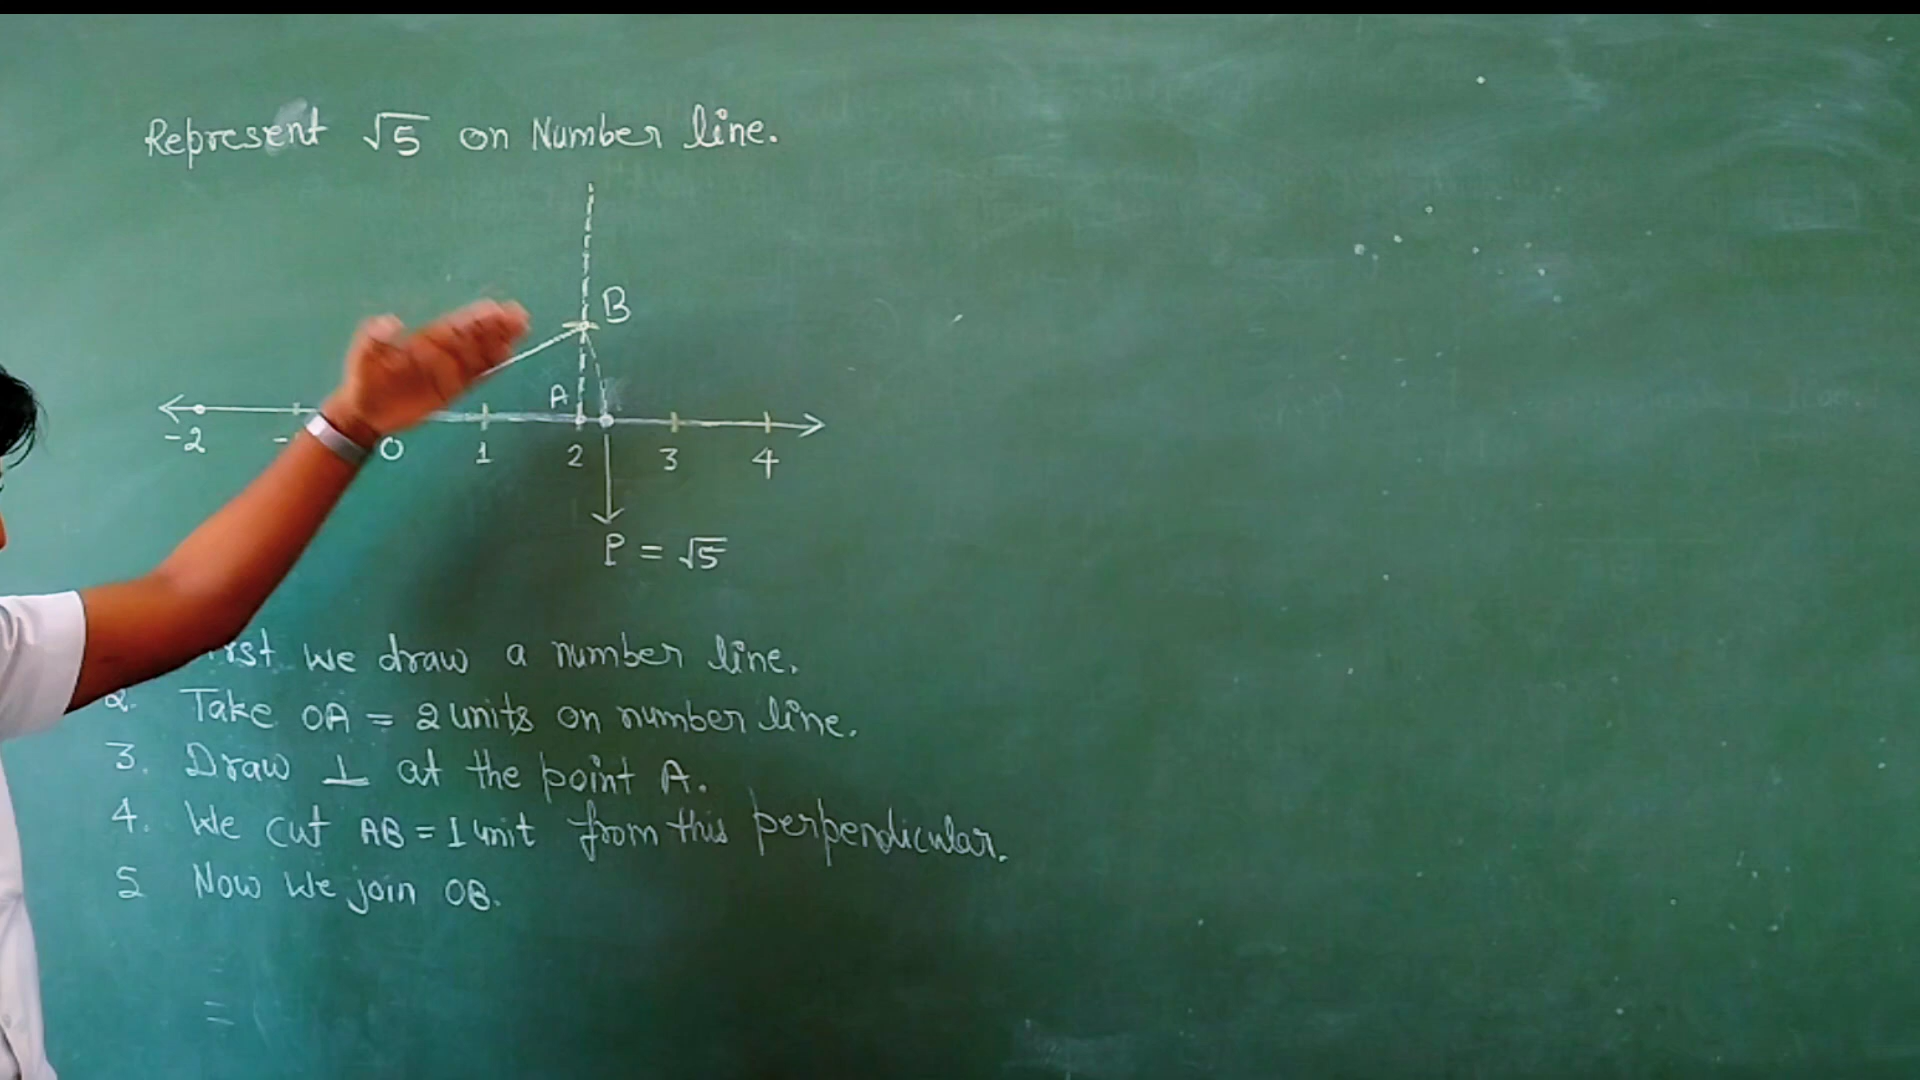 Represent √5 on Number line.
B
A
-2 - 0 1 2 3 4
P = √5
rst we draw a number line.
2. Take OA = 2 units on number line.
3. Draw ⊥ at the point A.
4. We cut AB = 1 unit from this perpendicular.
5 Now we join OB.
=